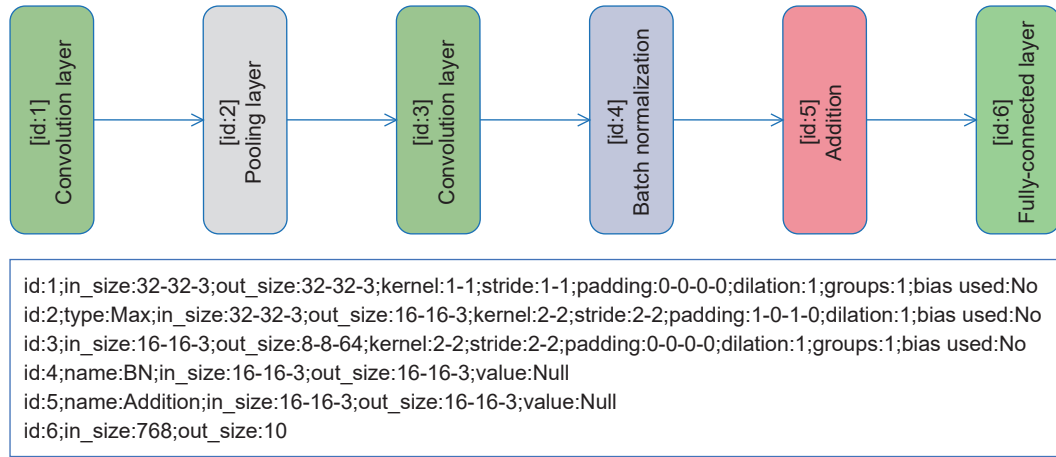 [id:1]
Convolution layer
[id:2]
Pooling layer
[id:3]
Convolution layer
[id:4]
Batch normalization
[id:5]
Addition
[id:6]
Fully-connected layer
id:1;in_size:32-32-3;out_size:32-32-3;kernel:1-1;stride:1-1;padding:0-0-0-0;dilation:1;groups:1;bias used:No
id:2;type:Max;in_size:32-32-3;out_size:16-16-3;kernel:2-2;stride:2-2;padding:1-0-1-0;dilation:1;bias used:No
id:3;in_size:16-16-3;out_size:8-8-64;kernel:2-2;stride:2-2;padding:0-0-0-0;dilation:1;groups:1;bias used:No
id:4;name:BN;in_size:16-16-3;out_size:16-16-3;value:Null
id:5;name:Addition;in_size:16-16-3;out_size:16-16-3;value:Null
id:6;in_size:768;out_size:10